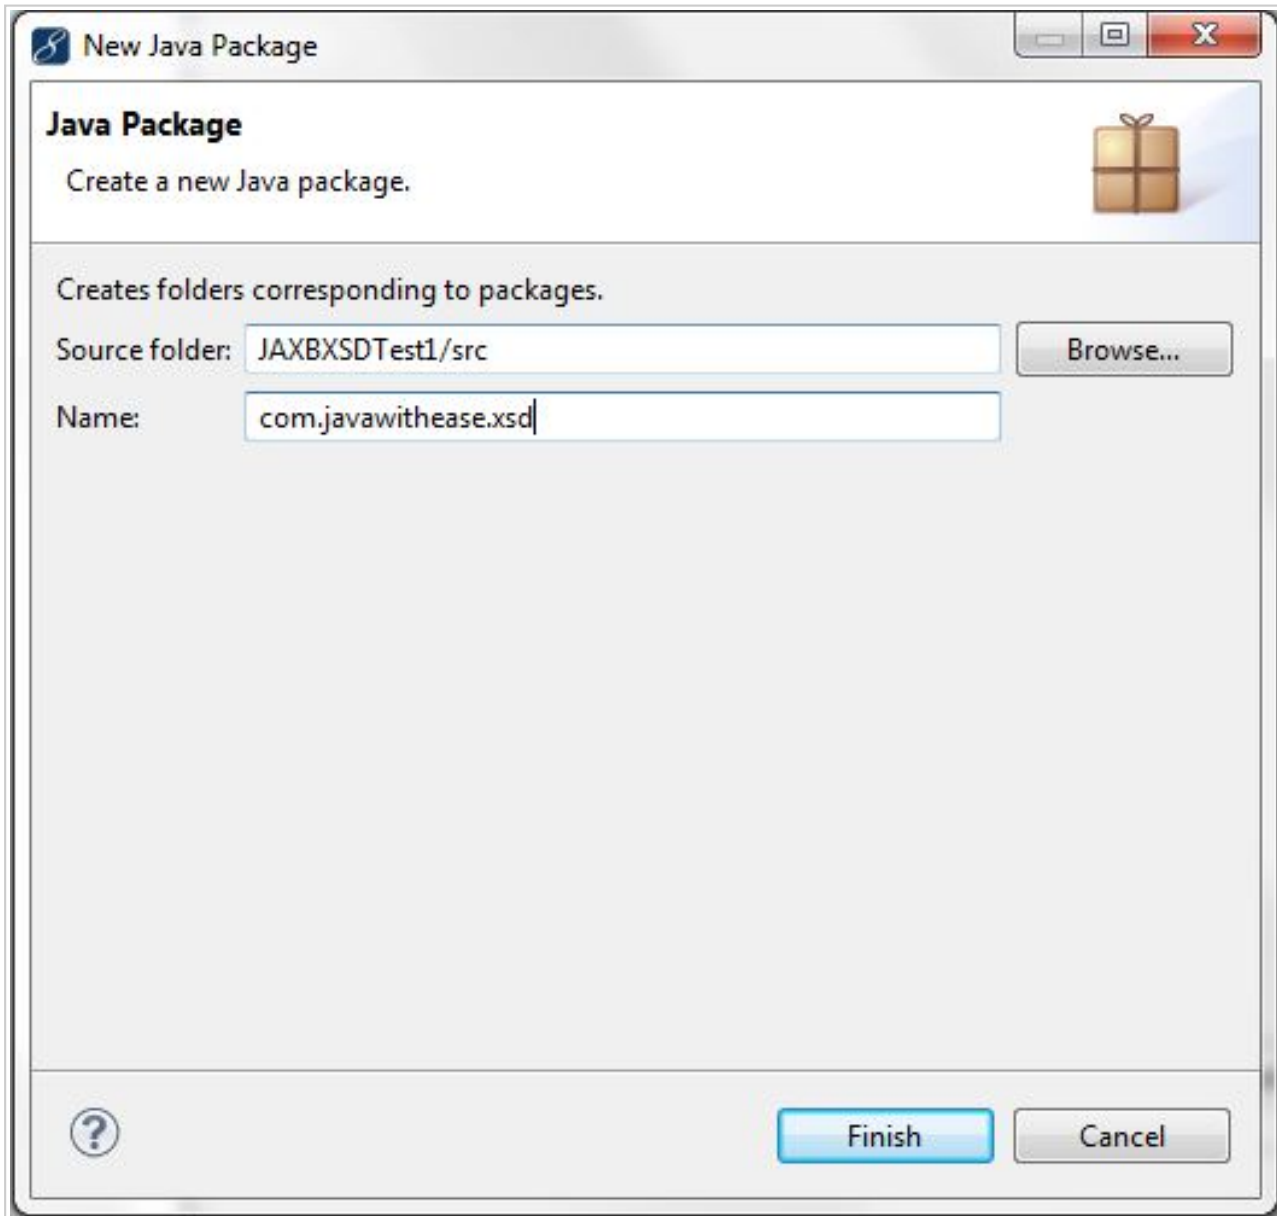 New Java Package
Java Package
Create a new Java package.
Creates folders corresponding to packages.
Source folder: JAXBXSDTest1/src Browse...
Name: com.javawithease.xsd
? Finish Cancel